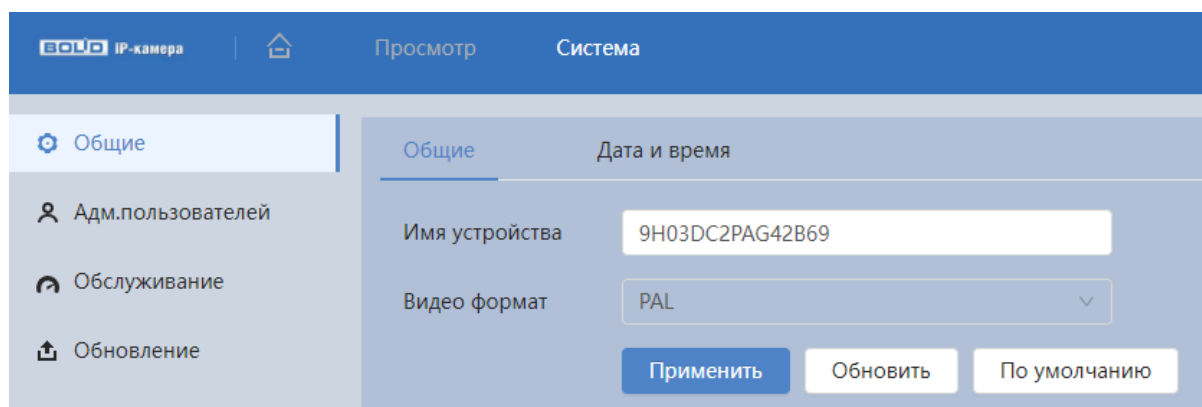 BOLID IP-камера Просмотр Система
Общие
Адм.пользователей
Обслуживание
Обновление
Общие Дата и время
Имя устройства 9H03DC2PAG42B69
Видео формат PAL
Применить Обновить По умолчанию